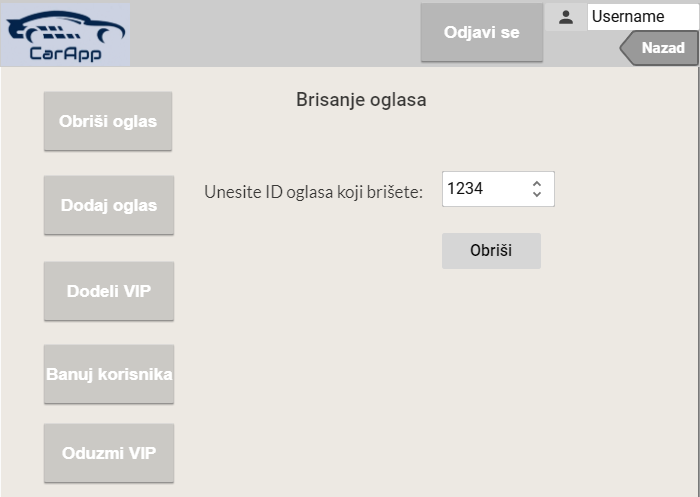 CarApp
Odjavi se
Username
Nazad
Brisanje oglasa
Obriši oglas
Dodaj oglas
Dodeli VIP
Banuj korisnika
Oduzmi VIP
Unesite ID oglasa koji brišete:
1234
Obriši